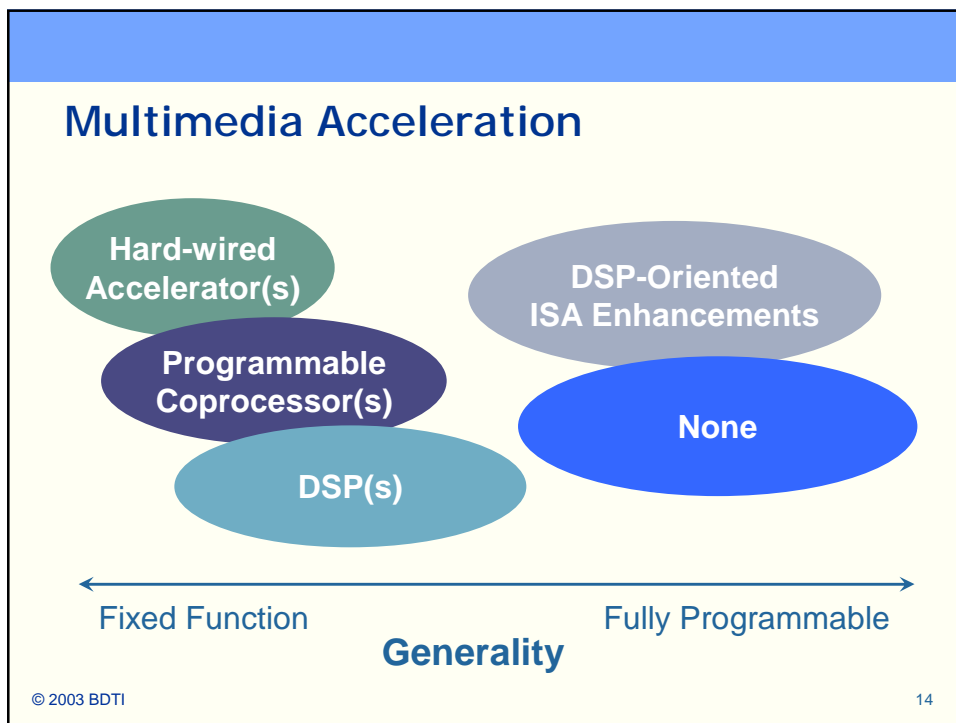 Multimedia Acceleration
Hard-wired
Accelerator(s)
Programmable
Coprocessor(s)
DSP(s)
DSP-Oriented
ISA Enhancements
None
Fixed Function
Fully Programmable
Generality
© 2003 BDTI
14